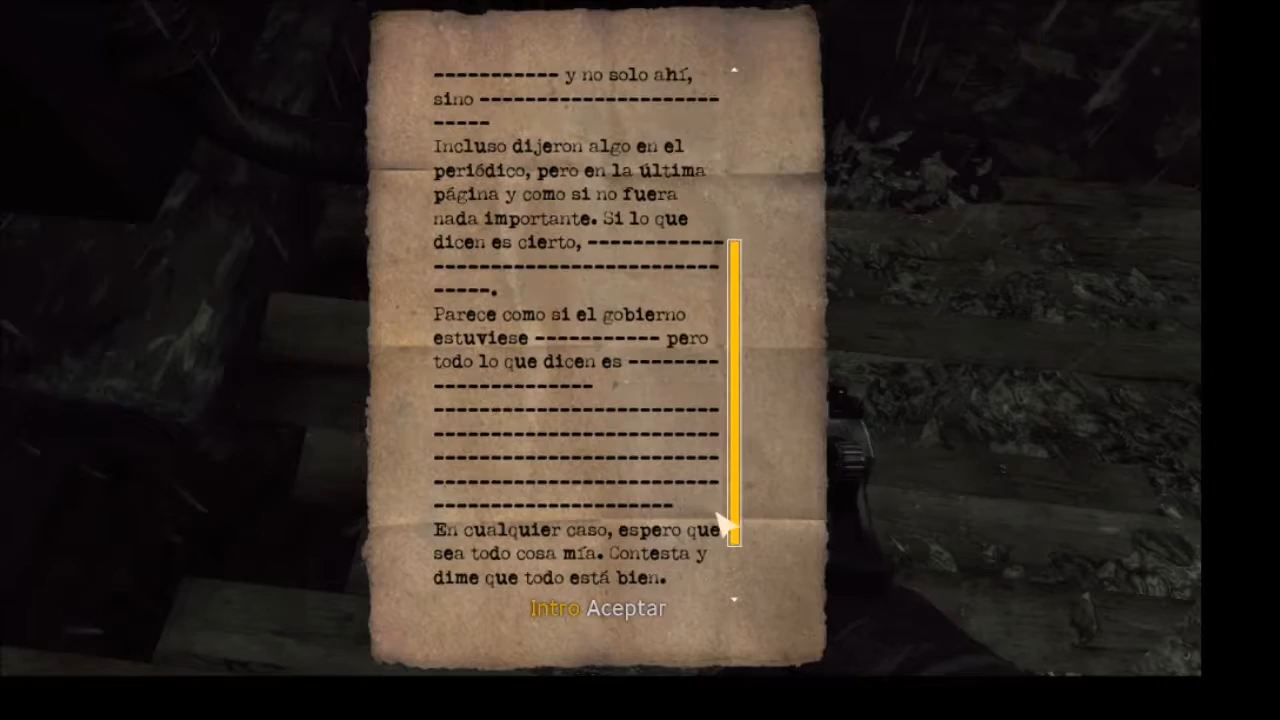 ----------- y no solo ahí,
sino ---------------------
-----
Incluso dijeron algo en el
periódico, pero en la última
página y como si no fuera
nada importante. Si lo que
dicen es cierto, ------------
-------------------------
-----.
Parece como si el gobierno
estuviese ----------- pero
todo lo que dicen es --------
--------------
-------------------------
-------------------------
-------------------------
-------------------------
---------------------
En cualquier caso, espero que
sea todo cosa mía. Contesta y
dime que todo está bien.
Intro Aceptar